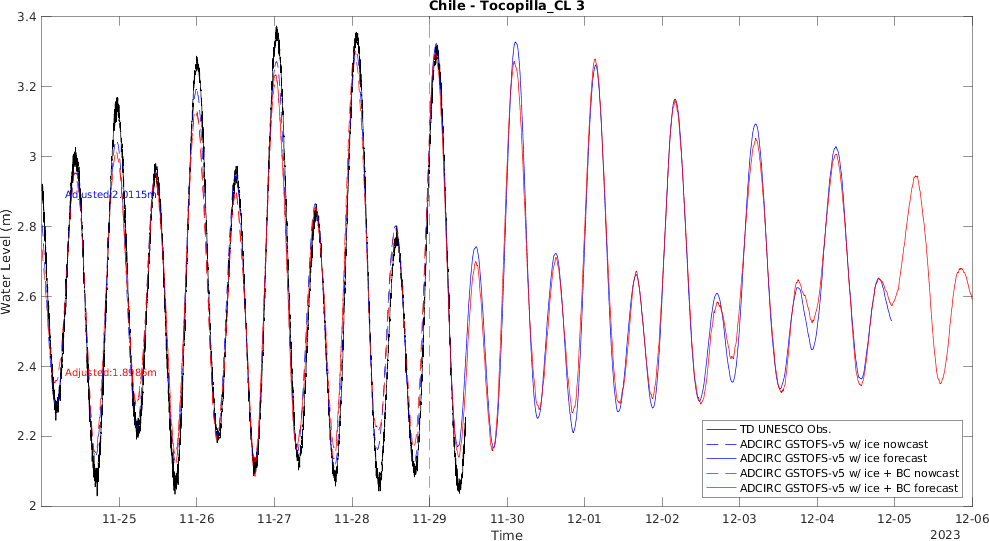 Chile - Tocopilla_CL 3
3.4
3.2
3
2.8
2.6
2.4
2.2
2
Water Level (m)
Adjusted:2.0115m
Adjusted:1.8985m
TD UNESCO Obs.
ADCIRC GSTOFS-v5 w/ ice nowcast
ADCIRC GSTOFS-v5 w/ ice forecast
ADCIRC GSTOFS-v5 w/ ice + BC nowcast
ADCIRC GSTOFS-v5 w/ ice + BC forecast
11-25 11-26 11-27 11-28 11-29 11-30 12-01 12-02 12-03 12-04 12-05 12-06
Time
2023